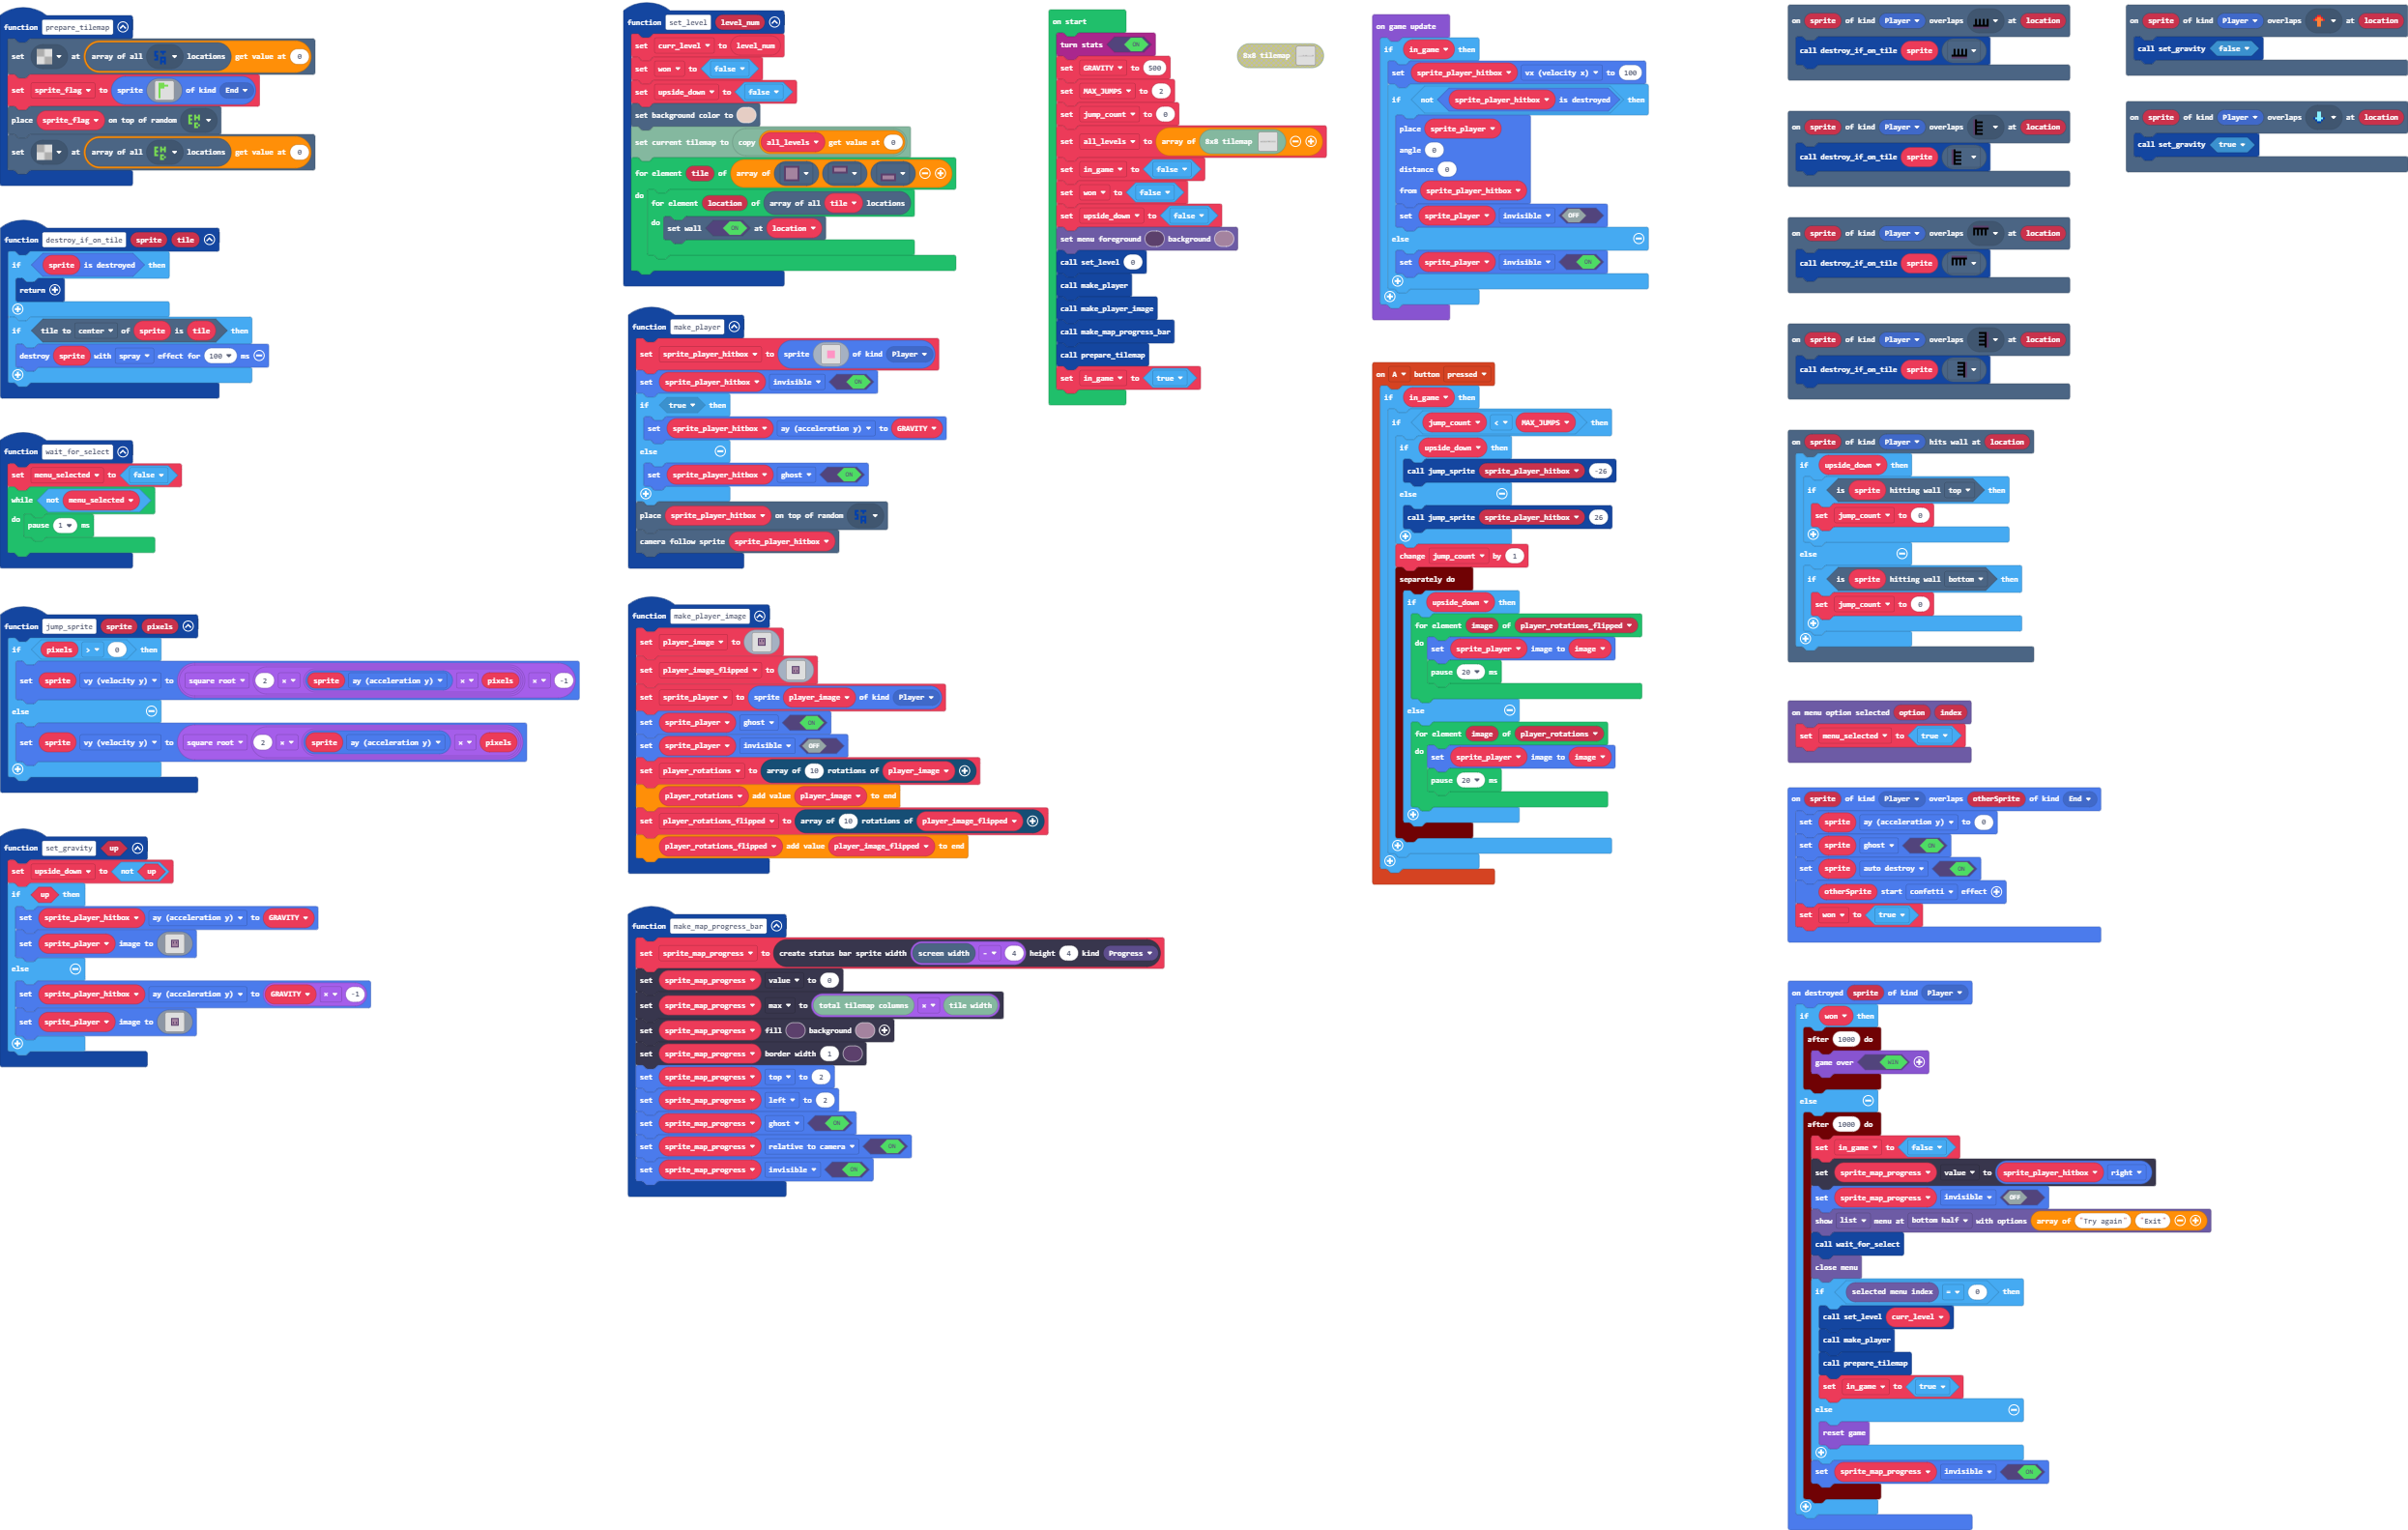 function prepare_tilemap
set at array of all locations get value at 0
set sprite_flag to sprite of kind End
place sprite_flag on top of random
set at array of all locations get value at 0
function destroy_if_on_tile sprite tile
if sprite is destroyed then
return
if tile to center of sprite is tile then
destroy sprite with spray effect for 100 ms
function wait_for_select
set menu_selected to false
while not menu_selected
do pause 1 ms
function jump_sprite sprite pixels
if pixels > 0 then
set sprite vy (velocity y) to square root 2 × sprite ay (acceleration y) × pixels × -1
else
set sprite vy (velocity y) to square root 2 × sprite ay (acceleration y) × pixels
function set_gravity up
set upside_down to not up
if up then
set sprite_player_hitbox ay (acceleration y) to GRAVITY
set sprite_player image to
else
set sprite_player_hitbox ay (acceleration y) to GRAVITY × -1
set sprite_player image to
function set_level level_num
set curr_level to level_num
set won to false
set upside_down to false
set background color to
set current tilemap to copy all_levels get value at 0
for element tile of array of
do for element location of array of all tile locations
do set wall ON at location
function make_player
set sprite_player_hitbox to sprite of kind Player
set sprite_player_hitbox invisible ON
if true then
set sprite_player_hitbox ay (acceleration y) to GRAVITY
else
set sprite_player_hitbox ghost ON
place sprite_player_hitbox on top of random
camera follow sprite sprite_player_hitbox
function make_player_image
set player_image to
set player_image_flipped to
set sprite_player to sprite player_image of kind Player
set sprite_player ghost ON
set sprite_player invisible OFF
set player_rotations to array of 10 rotations of player_image
player_rotations add value player_image to end
set player_rotations_flipped to array of 10 rotations of player_image_flipped
player_rotations_flipped add value player_image_flipped to end
function make_map_progress_bar
set sprite_map_progress to create status bar sprite width screen width - 4 height 4 kind Progress
set sprite_map_progress value to 0
set sprite_map_progress max to total tilemap columns × tile width
set sprite_map_progress fill background
set sprite_map_progress border width 1
set sprite_map_progress top to 2
set sprite_map_progress left to 2
set sprite_map_progress ghost ON
set sprite_map_progress relative to camera ON
set sprite_map_progress invisible ON
on start
turn stats ON
set GRAVITY to 500
set MAX_JUMPS to 2
set jump_count to 0
set all_levels to array of 8x8 tilemap
set in_game to false
set won to false
set upside_down to false
set menu foreground background
call set_level 0
call make_player
call make_player_image
call make_map_progress_bar
call prepare_tilemap
set in_game to true
8x8 tilemap
on game update
if in_game then
set sprite_player_hitbox vx (velocity x) to 100
if not sprite_player_hitbox is destroyed then
place sprite_player
angle 0
distance 0
from sprite_player_hitbox
set sprite_player invisible OFF
else
set sprite_player invisible ON
on A button pressed
if in_game then
if jump_count < MAX_JUMPS then
if upside_down then
call jump_sprite sprite_player_hitbox -26
else
call jump_sprite sprite_player_hitbox 26
change jump_count by 1
separately do
if upside_down then
for element image of player_rotations_flipped
do set sprite_player image to image
pause 20 ms
else
for element image of player_rotations
do set sprite_player image to image
pause 20 ms
on sprite of kind Player overlaps at location
call destroy_if_on_tile sprite
on sprite of kind Player overlaps at location
call destroy_if_on_tile sprite
on sprite of kind Player overlaps at location
call destroy_if_on_tile sprite
on sprite of kind Player overlaps at location
call destroy_if_on_tile sprite
on sprite of kind Player hits wall at location
if upside_down then
if is sprite hitting wall top then
set jump_count to 0
else
if is sprite hitting wall bottom then
set jump_count to 0
on menu option selected option index
set menu_selected to true
on sprite of kind Player overlaps otherSprite of kind End
set sprite ay (acceleration y) to 0
set sprite ghost ON
set sprite auto destroy ON
otherSprite start confetti effect
set won to true
on destroyed sprite of kind Player
if won then
after 1000 do
game over WIN
else
after 1000 do
set in_game to false
set sprite_map_progress value to sprite_player_hitbox right
set sprite_map_progress invisible OFF
show list menu at bottom half with options array of "Try again" "Exit"
call wait_for_select
close menu
if selected menu index = 0 then
call set_level curr_level
call make_player
call prepare_tilemap
set in_game to true
else
reset game
set sprite_map_progress invisible ON
on sprite of kind Player overlaps at location
call set_gravity false
on sprite of kind Player overlaps at location
call set_gravity true